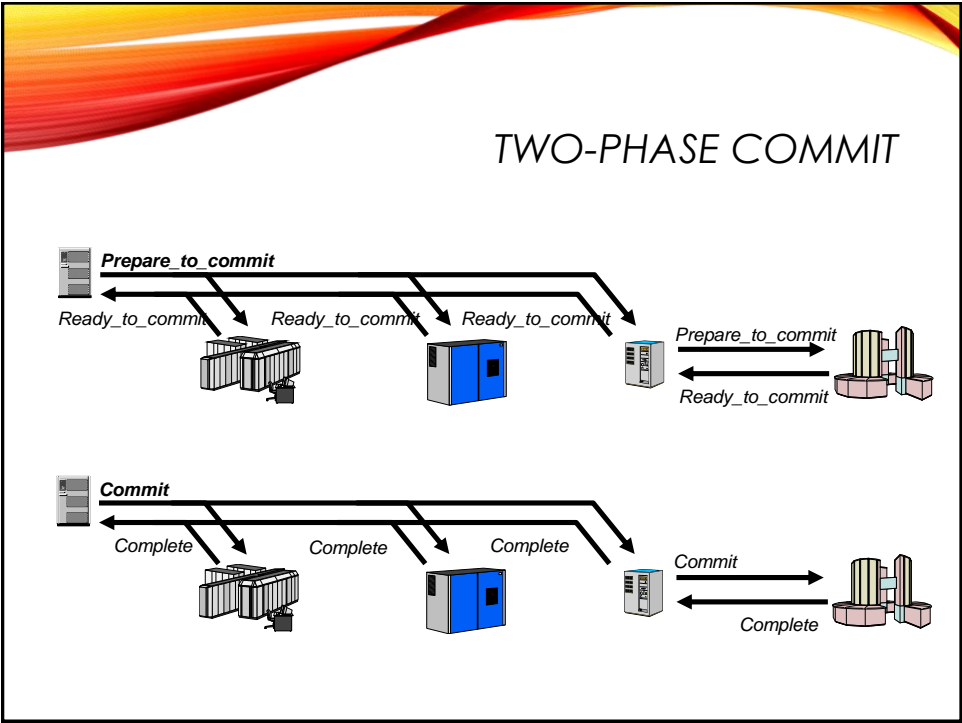 TWO-PHASE COMMIT
Prepare_to_commit
Ready_to_commit Ready_to_commit Ready_to_commit
Prepare_to_commit
Ready_to_commit
Commit
Complete Complete Complete
Commit
Complete